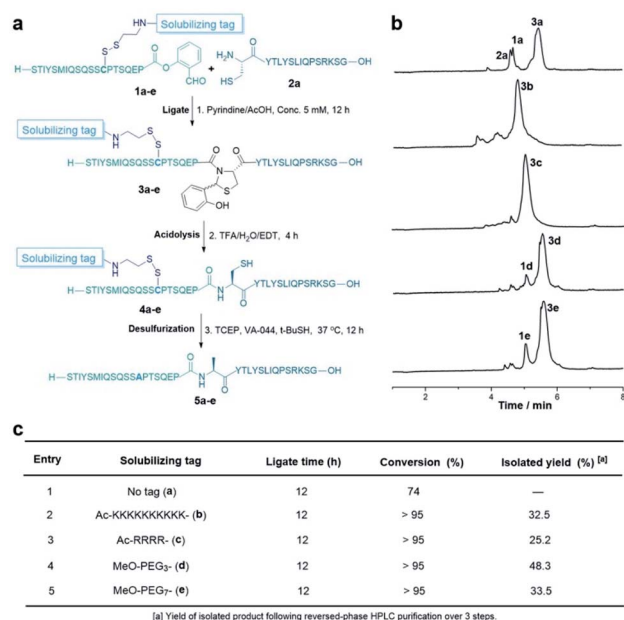 a
Solubilizing tag
HN
S
S
O
H—STIYSMIQSQSSCPTSQEP
O
CHO
1a-e
+
O
H2N
YTLYSLIQPSRKSG—OH
HS
2a
Ligate 1. Pyrindine/AcOH, Conc. 5 mM, 12 h
Solubilizing tag
N
H
S
S
O
O
H—STIYSMIQSQSSCPTSQEP
N
YTLYSLIQPSRKSG—OH
S
OH
3a-e
Acidolysis 2. TFA/H2O/EDT, 4 h
Solubilizing tag
N
H
S
S
SH
O
H—STIYSMIQSQSSCPTSQEP
N
H
YTLYSLIQPSRKSG—OH
O
4a-e
Desulfurization 3. TCEP, VA-044, t-BuSH, 37 °C, 12 h
O
H—STIYSMIQSQSSAPTSQEP
N
H
YTLYSLIQPSRKSG—OH
O
5a-e
b
3a
1a
2a
3b
3c
3d
1d
3e
1e
2 4 6 8
Time / min
c
Entry Solubilizing tag Ligate time (h) Conversion (%) Isolated yield (%) [a]
1 No tag (a) 12 74 —
2 Ac-KKKKKKKKKK- (b) 12 > 95 32.5
3 Ac-RRRR- (c) 12 > 95 25.2
4 MeO-PEG3- (d) 12 > 95 48.3
5 MeO-PEG7- (e) 12 > 95 33.5
[a] Yield of isolated product following reversed-phase HPLC purification over 3 steps.